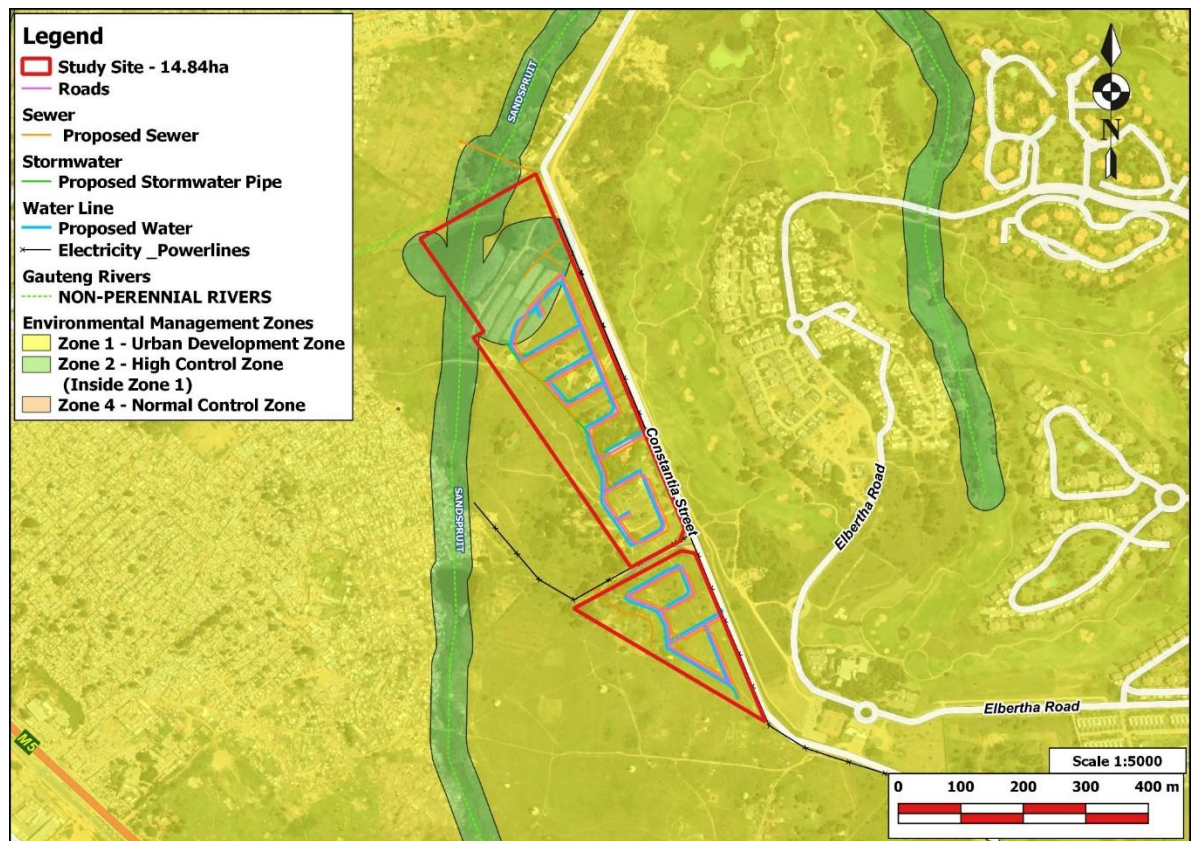 Legend
Study Site - 14.84ha
Roads
Sewer
Proposed Sewer
Stormwater
Proposed Stormwater Pipe
Water Line
Proposed Water
Electricity _Powerlines
Gauteng Rivers
NON-PERENNIAL RIVERS
Environmental Management Zones
Zone 1 - Urban Development Zone
Zone 2 - High Control Zone
(Inside Zone 1)
Zone 4 - Normal Control Zone
SANDSPRUIT
N
Constantia Street
Elbertha Road
SANDSPRUIT
Elbertha Road
M5
Scale 1:5000
0 100 200 300 400 m